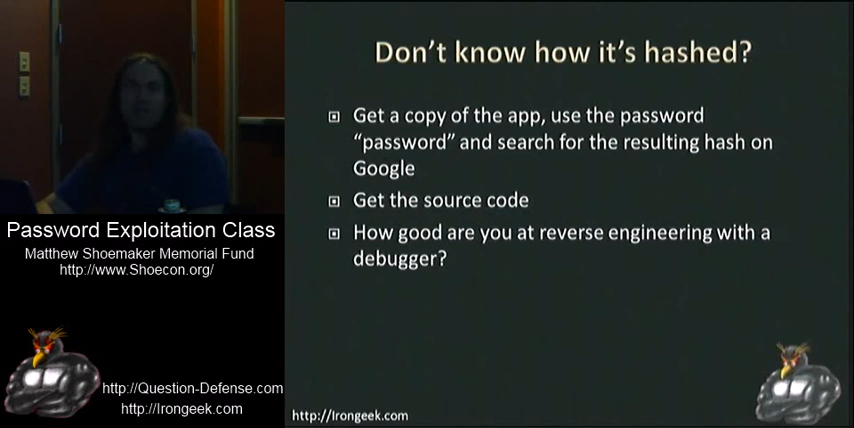 Don't know how it's hashed?
Get a copy of the app, use the password
“password” and search for the resulting hash on
Google
Get the source code
How good are you at reverse engineering with a
debugger?
http://Irongeek.com
Password Exploitation Class
Matthew Shoemaker Memorial Fund
http://www.Shoecon.org/
http://Question-Defense.com
http://Irongeek.com